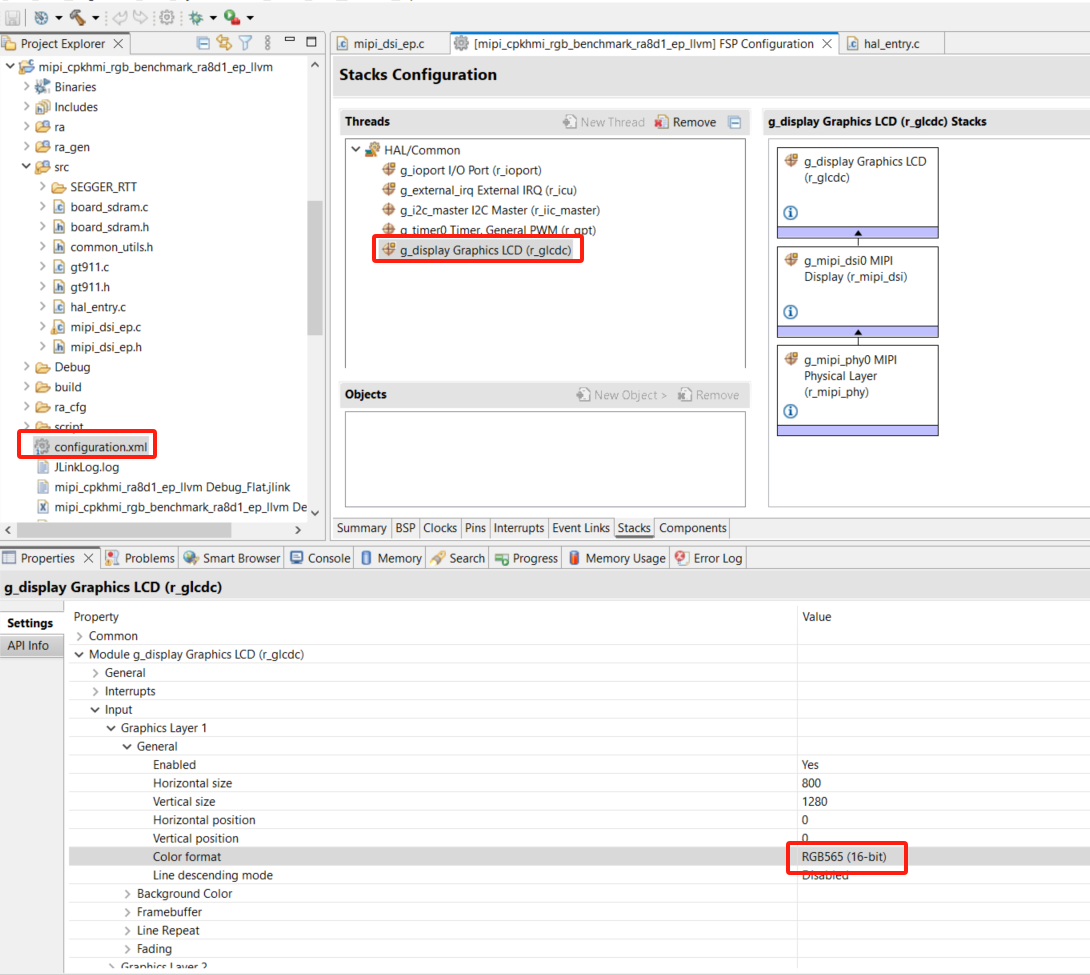 Project Explorer
mipi_cpkhmi_rgb_benchmark_ra8d1_ep_llvm
Binaries
Includes
ra
ra_gen
src
SEGGER_RTT
board_sdram.c
board_sdram.h
common_utils.h
gt911.c
gt911.h
hal_entry.c
mipi_dsi_ep.c
mipi_dsi_ep.h
Debug
build
ra_cfg
script
configuration.xml
JLinkLog.log
mipi_cpkhmi_ra8d1_ep_llvm Debug_Flat.jlink
mipi_cpkhmi_rgb_benchmark_ra8d1_ep_llvm De
mipi_dsi_ep.c
[mipi_cpkhmi_rgb_benchmark_ra8d1_ep_llvm] FSP Configuration
hal_entry.c
Stacks Configuration
Threads
New Thread
Remove
HAL/Common
g_ioport I/O Port (r_ioport)
g_external_irq External IRQ (r_icu)
g_i2c_master I2C Master (r_iic_master)
g_timer0 Timer, General PWM (r_gpt)
g_display Graphics LCD (r_glcdc)
Objects
New Object >
Remove
g_display Graphics LCD (r_glcdc) Stacks
g_display Graphics LCD
(r_glcdc)
g_mipi_dsi0 MIPI
Display (r_mipi_dsi)
g_mipi_phy0 MIPI
Physical Layer
(r_mipi_phy)
Summary BSP Clocks Pins Interrupts Event Links Stacks Components
Properties Problems Smart Browser Console Memory Search Progress Memory Usage Error Log
g_display Graphics LCD (r_glcdc)
Settings
API Info
Property Value
Common
Module g_display Graphics LCD (r_glcdc)
General
Interrupts
Input
Graphics Layer 1
General
Enabled Yes
Horizontal size 800
Vertical size 1280
Horizontal position 0
Vertical position 0
Color format RGB565 (16-bit)
Line descending mode Disabled
Background Color
Framebuffer
Line Repeat
Fading
Graphics Layer 2